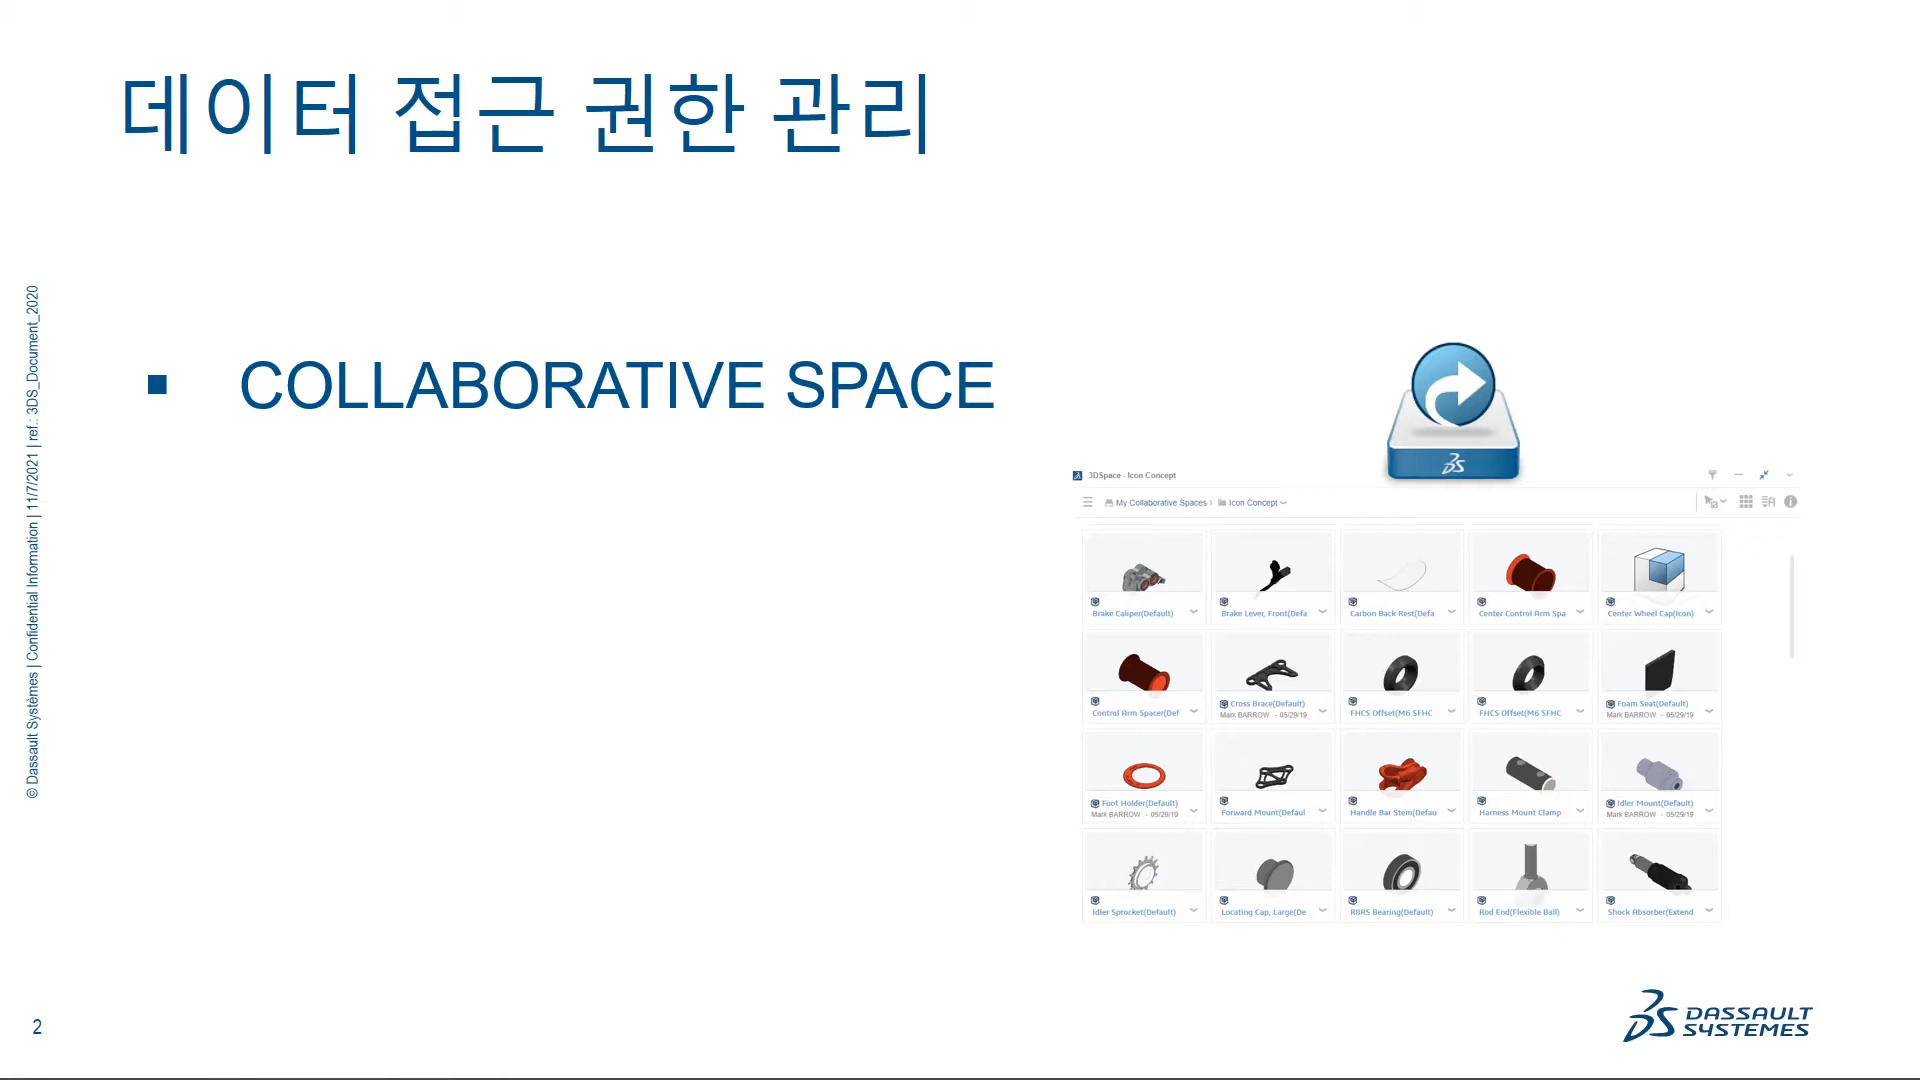 데이터 접근 권한 관리
▪ COLLABORATIVE SPACE
3DSpace - Icon Concept
My Collaborative Spaces › Icon Concept
Brake Caliper(Default)
Brake Lever, Front(Defa
Carbon Back Rest(Defa
Center Control Arm Spa
Center Wheel Cap(Icon)
Control Arm Spacer(Def
Cross Brace(Default)
Mark BARROW - 05/29/19
FHCS Offset(M6 SFHC
FHCS Offset(M6 SFHC
Foam Seat(Default)
Mark BARROW - 05/29/19
Foot Holder(Default)
Mark BARROW - 05/29/19
Forward Mount(Defaul
Handle Bar Stem(Defau
Harness Mount Clamp
Idler Mount(Default)
Mark BARROW - 05/29/19
Idler Sprocket(Default)
Locating Cap, Large(De
R8RS Bearing(Default)
Rod End(Flexible Ball)
Shock Absorber(Extend
© Dassault Systèmes | Confidential Information | 11/7/2021 | ref.: 3DS_Document_2020
2
DASSAULT
SYSTEMES